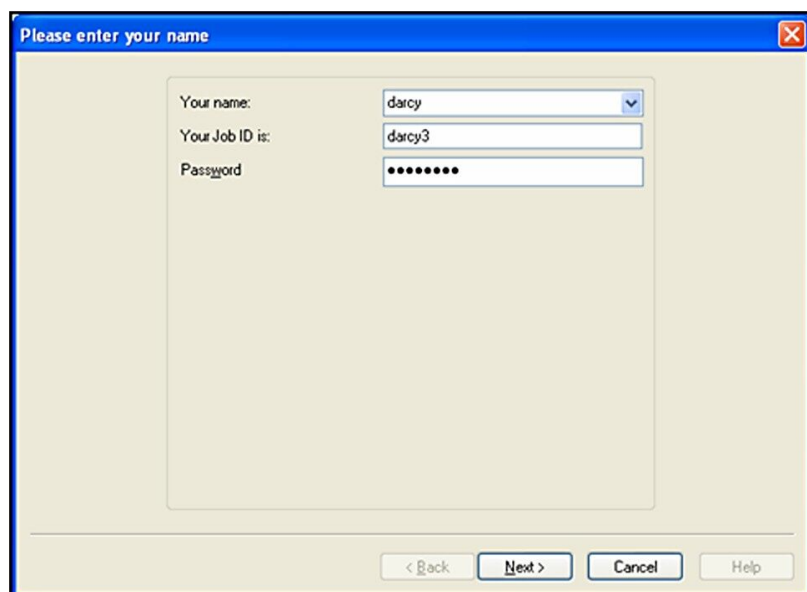 Please enter your name
Your name: darcy
Your Job ID is: darcy3
Password ••••••••
< Back Next > Cancel Help